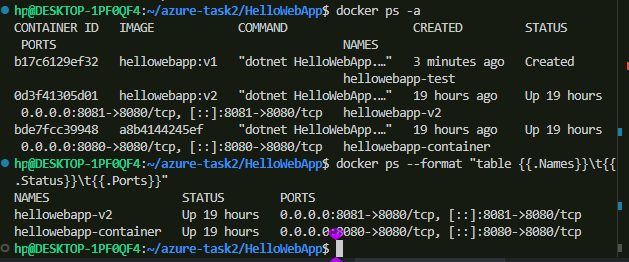 hp@DESKTOP-1PF0QF4:~/azure-task2/HelloWebApp$ docker ps -a
CONTAINER ID   IMAGE             COMMAND                  CREATED         STATUS
 PORTS                                         NAMES
b17c6129ef32   hellowebapp:v1    "dotnet HelloWebApp.…"   3 minutes ago   Created
                                               hellowebapp-test
0d3f41305d01   hellowebapp:v2    "dotnet HelloWebApp.…"   19 hours ago    Up 19 hours
 0.0.0.0:8081->8080/tcp, [::]:8081->8080/tcp   hellowebapp-v2
bde7fcc39948   a8b4144245ef      "dotnet HelloWebApp.…"   19 hours ago    Up 19 hours
 0.0.0.0:8080->8080/tcp, [::]:8080->8080/tcp   hellowebapp-container
hp@DESKTOP-1PF0QF4:~/azure-task2/HelloWebApp$ docker ps --format "table {{.Names}}\t{{
.Status}}\t{{.Ports}}"
NAMES                   STATUS        PORTS
hellowebapp-v2          Up 19 hours   0.0.0.0:8081->8080/tcp, [::]:8081->8080/tcp
hellowebapp-container   Up 19 hours   0.0.0.0:8080->8080/tcp, [::]:8080->8080/tcp
hp@DESKTOP-1PF0QF4:~/azure-task2/HelloWebApp$